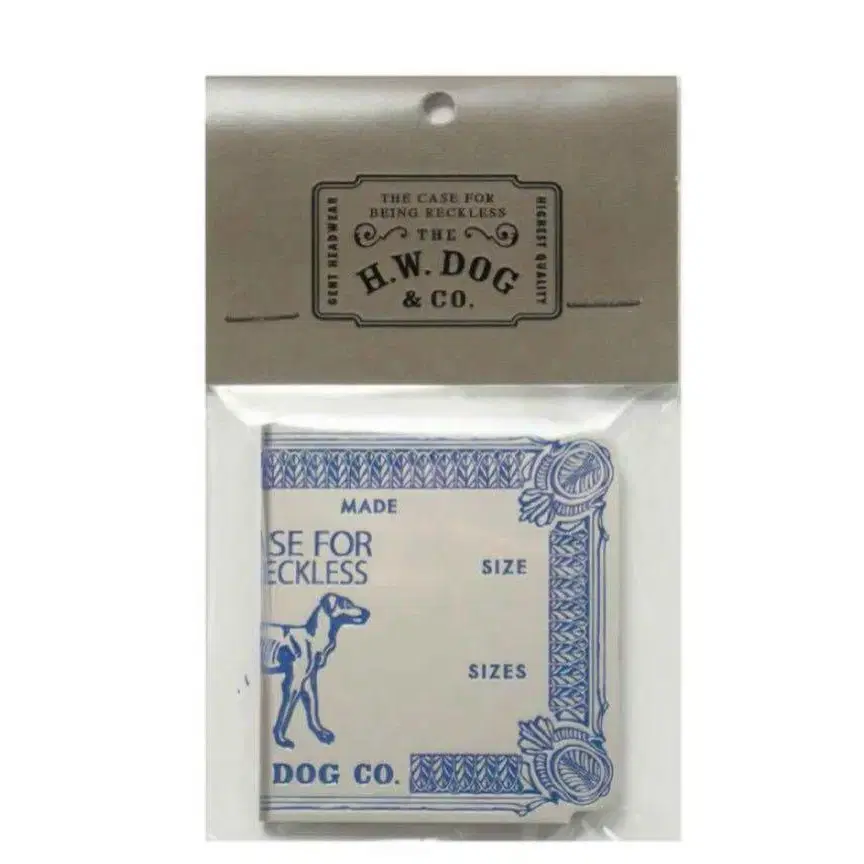 THE CASE FOR
BEING RECKLESS
THE
H.W. DOG
& CO.
GENT HEADWEAR
HIGHEST QUALITY
MADE
SE FOR
ECKLESS
SIZE
SIZES
DOG CO.